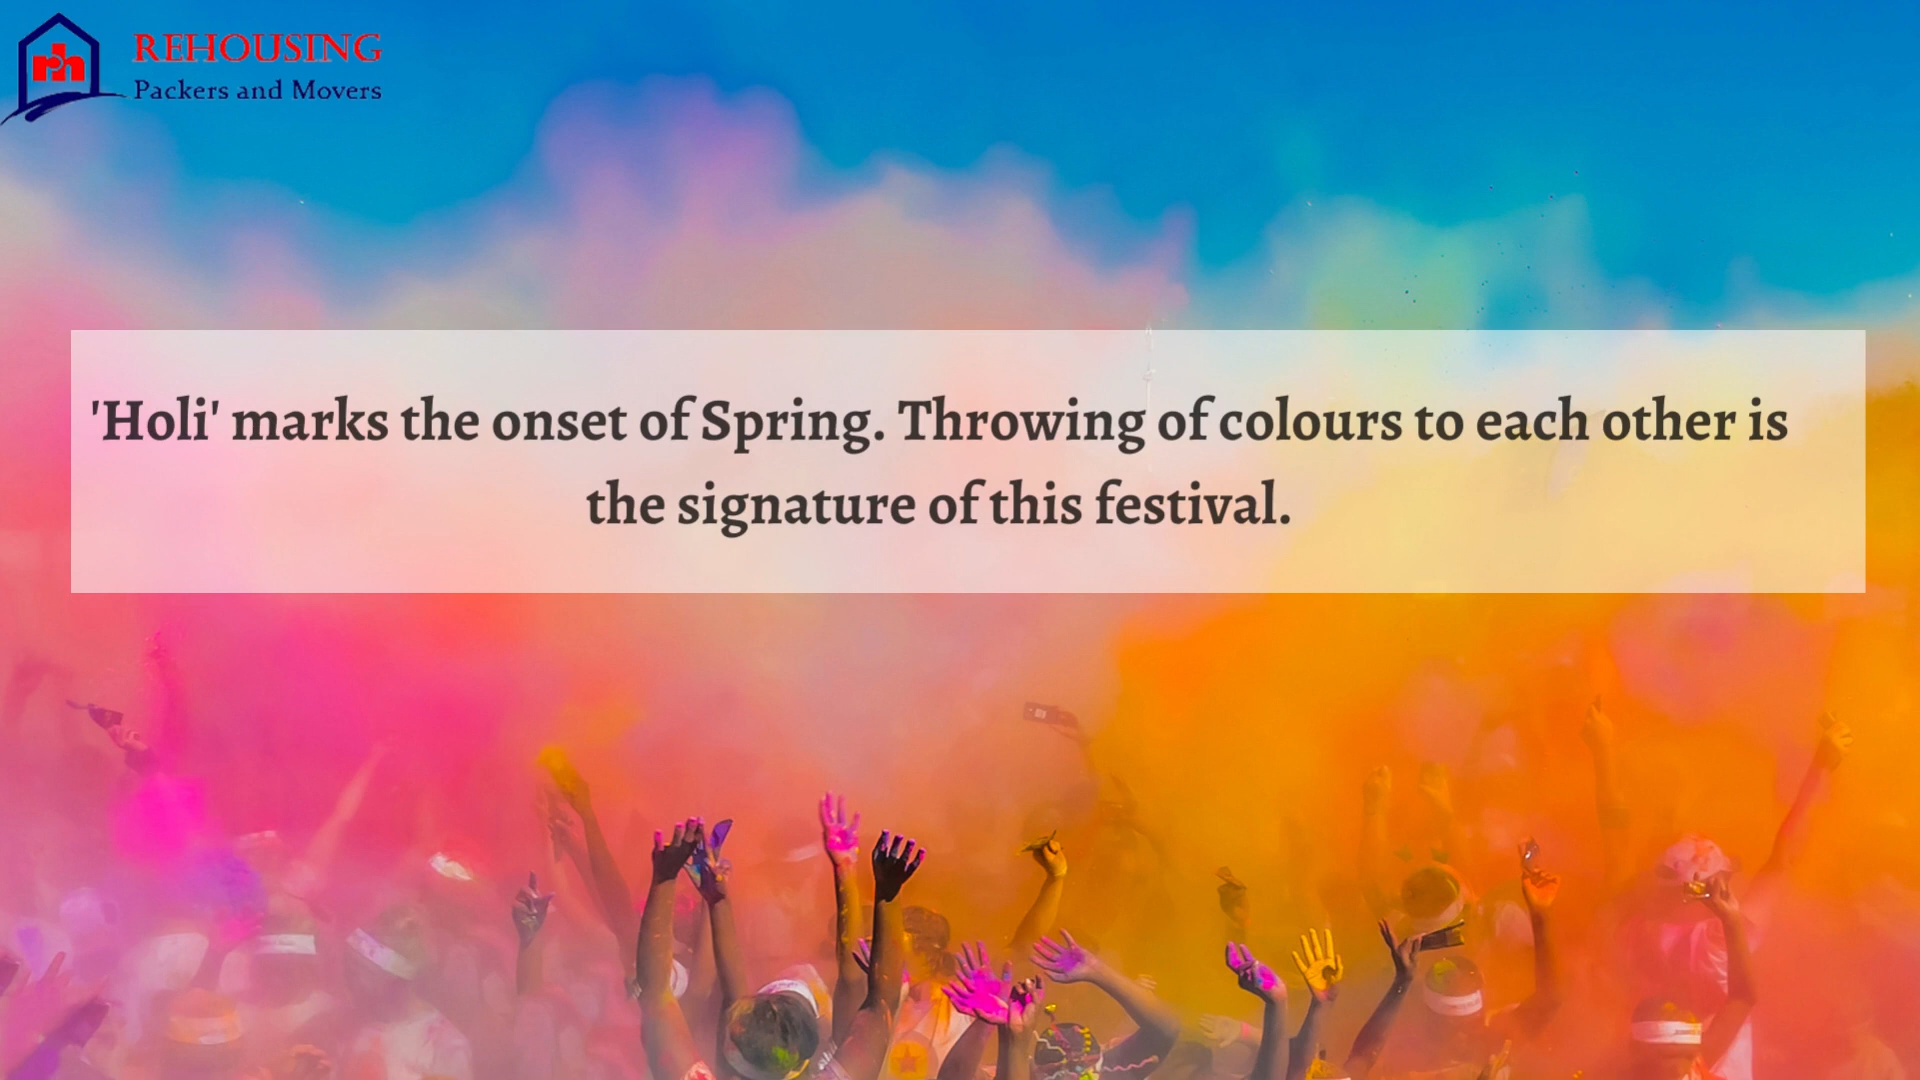 REHOUSING
Packers and Movers
'Holi' marks the onset of Spring. Throwing of colours to each other is
the signature of this festival.